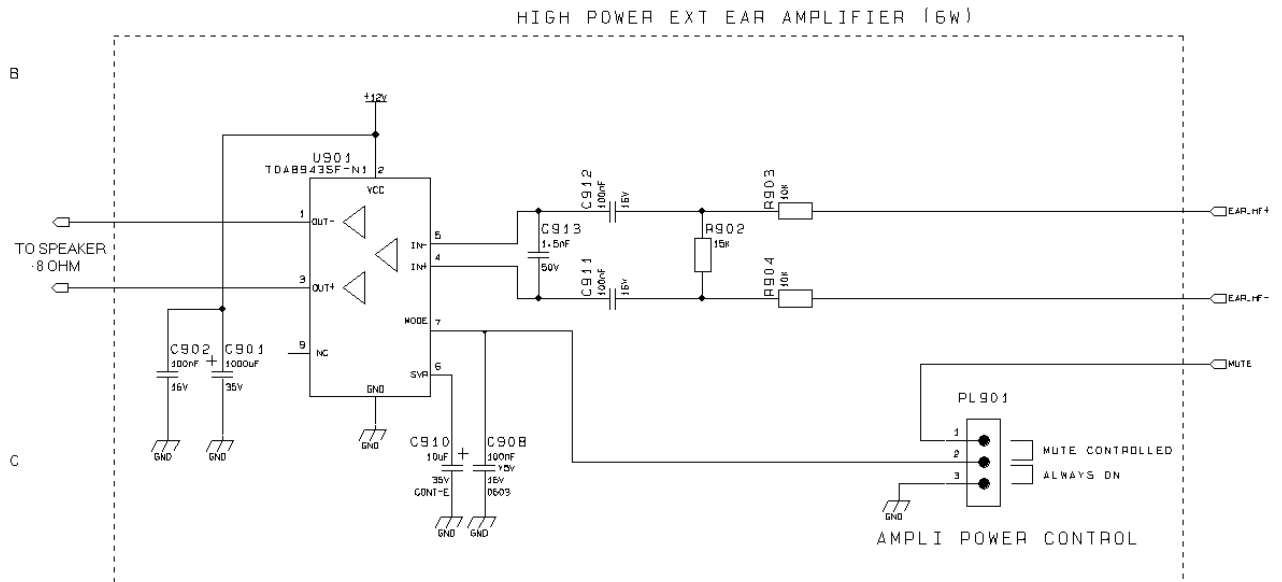 HIGH POWER EXT EAR AMPLIFIER (6W)
B
+12V
U901
TDA8943SF-N1
2
VCC
1
OUT-
TO SPEAKER
8 OHM
3
OUT+
5
IN-
4
IN+
MODE
7
9
NC
SVR
6
GND
GND
C912
100nF
16V
C913
1.5nF
50V
C911
100nF
16V
R902
15K
R903
10K
R904
10K
EAR_HF+
EAR_HF-
MUTE
C902
100nF
16V
GND
+
C901
1000uF
35V
GND
C910
10uF
+
35V
CONT-E
GND
C908
100nF
Y5V
16V
0603
GND
C
PL901
1
2
3
MUTE CONTROLLED
ALWAYS ON
GND
AMPLI POWER CONTROL